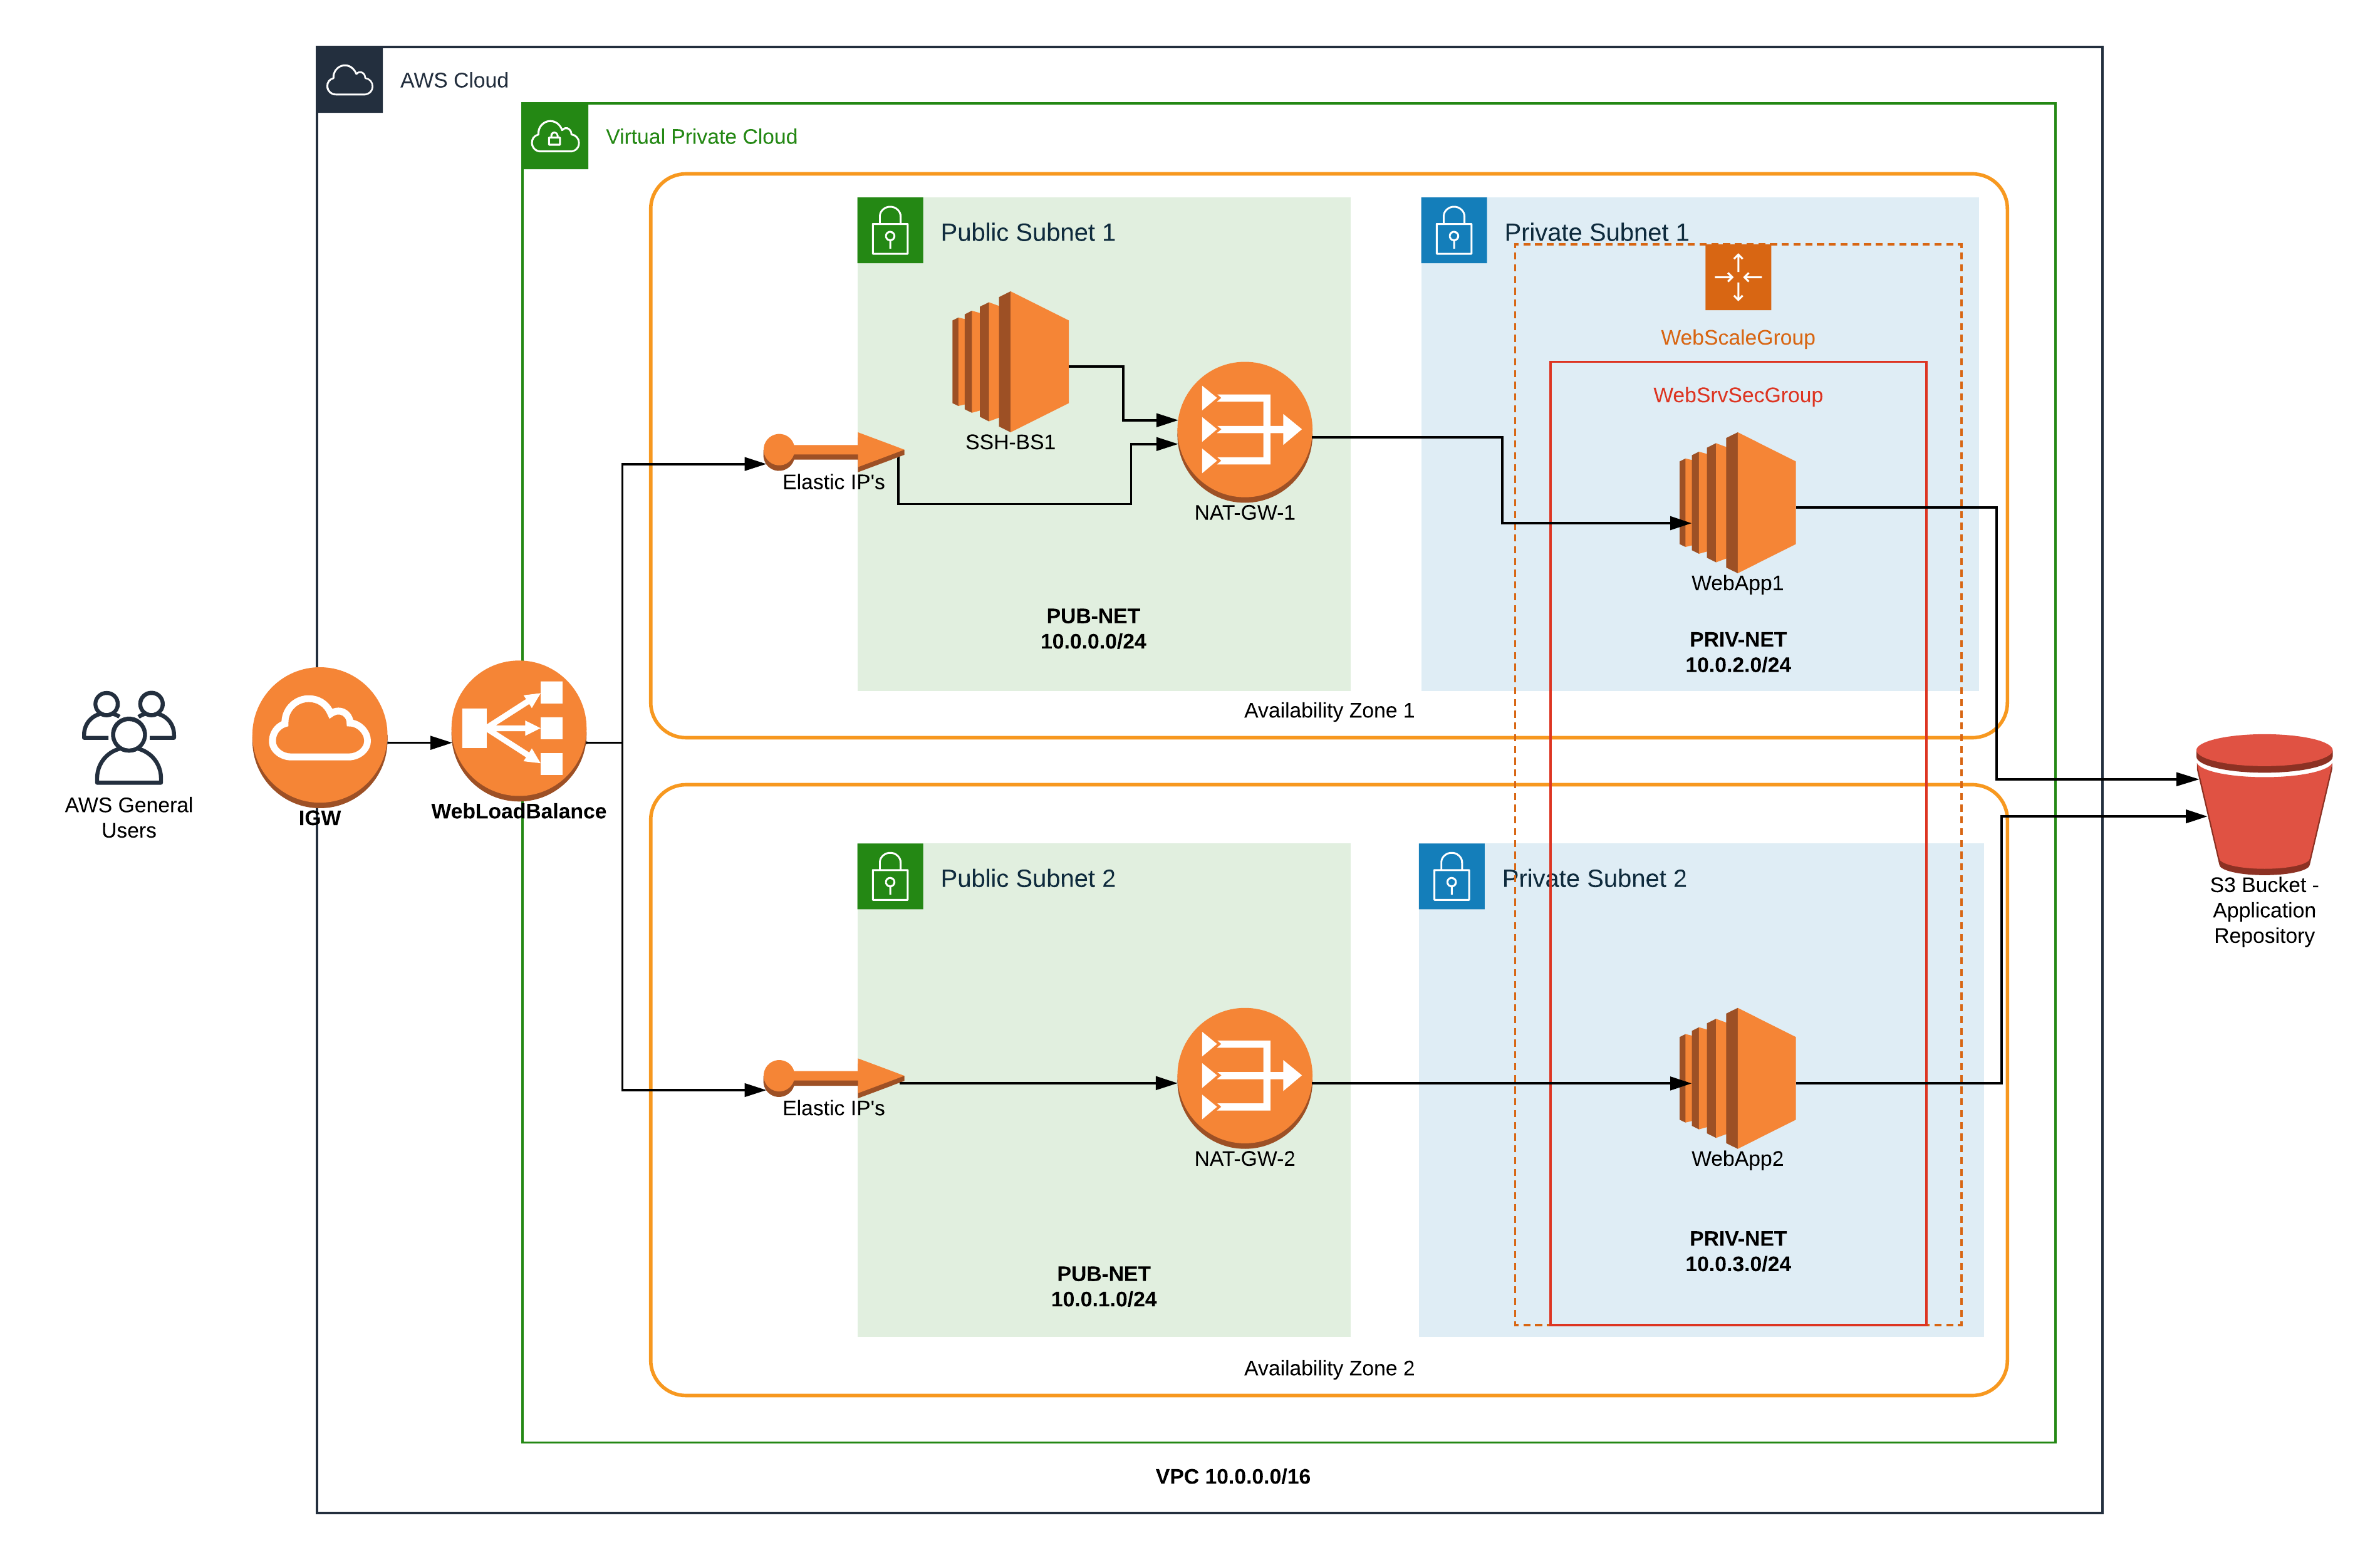 AWS Cloud
Virtual Private Cloud
Public Subnet 1
Private Subnet 1
WebScaleGroup
WebSrvSecGroup
SSH-BS1
Elastic IP's
NAT-GW-1
WebApp1
PUB-NET
10.0.0.0/24
PRIV-NET
10.0.2.0/24
Availability Zone 1
AWS General
Users
IGW
WebLoadBalance
Public Subnet 2
Private Subnet 2
S3 Bucket -
Application
Repository
Elastic IP's
NAT-GW-2
WebApp2
PUB-NET
10.0.1.0/24
PRIV-NET
10.0.3.0/24
Availability Zone 2
VPC 10.0.0.0/16